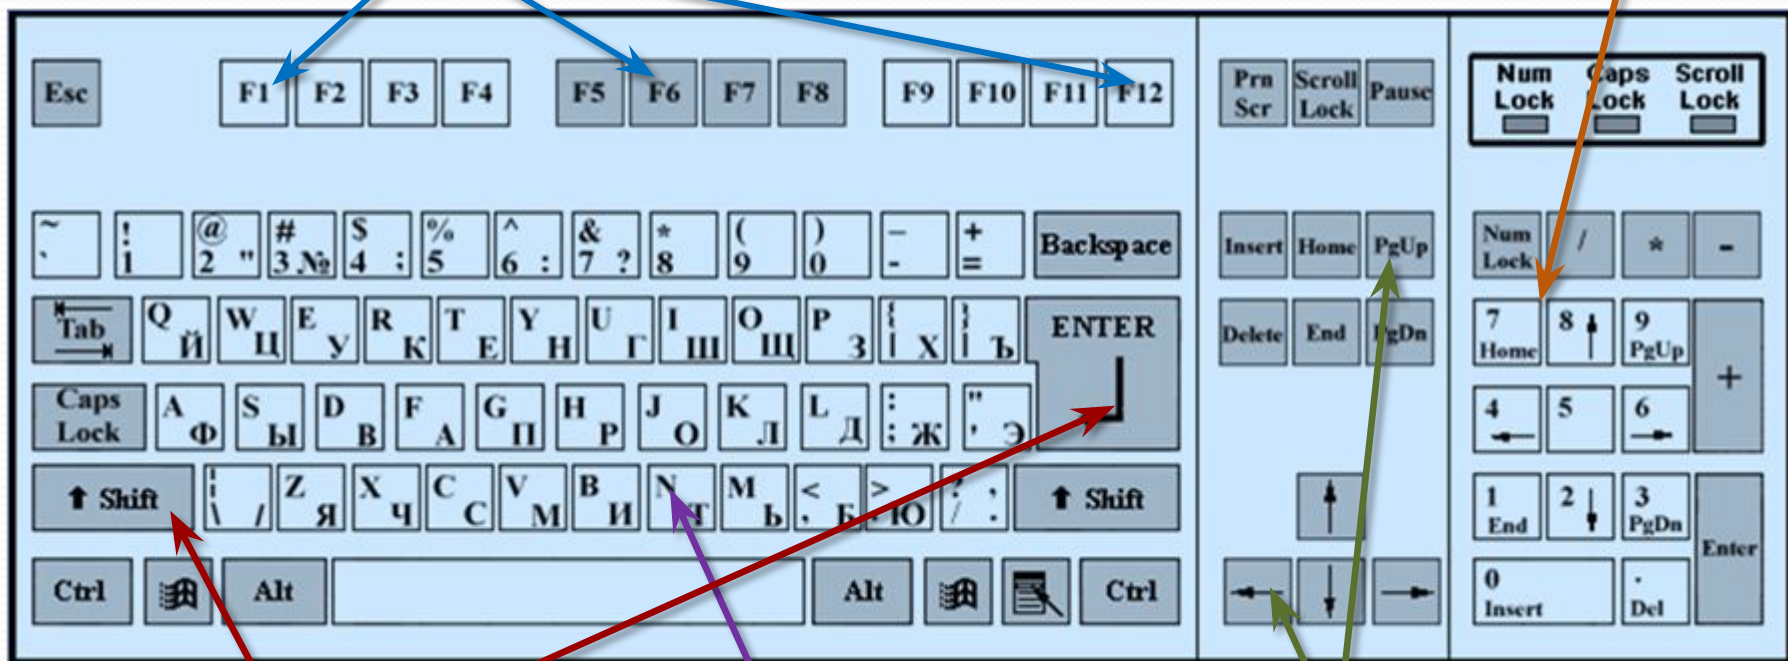 Esc F1 F2 F3 F4 F5 F6 F7 F8 F9 F10 F11 F12 Prn Scr Scroll Lock Pause Num Lock Caps Lock Scroll Lock
~ ` ! 1 @ 2 " # 3 № $ 4 ; % 5 ^ 6 : & 7 ? * 8 ( 9 ) 0 – - + = Backspace Insert Home PgUp Num Lock / * -
Tab Q Й W Ц E У R К T Е Y Н U Г I Ш O Щ P З { [ Х } ] Ъ ENTER Delete End PgDn 7 Home 8 9 PgUp +
Caps Lock A Ф S Ы D В F А G П H Р J О K Л L Д : ; Ж " ' Э 4 5 6
Shift | \ / Z Я X Ч C С V М B И N Т M Ь < , Б > . Ю ? / , . Shift 1 End 2 3 PgDn Enter
Ctrl Alt Alt Ctrl 0 Insert . Del